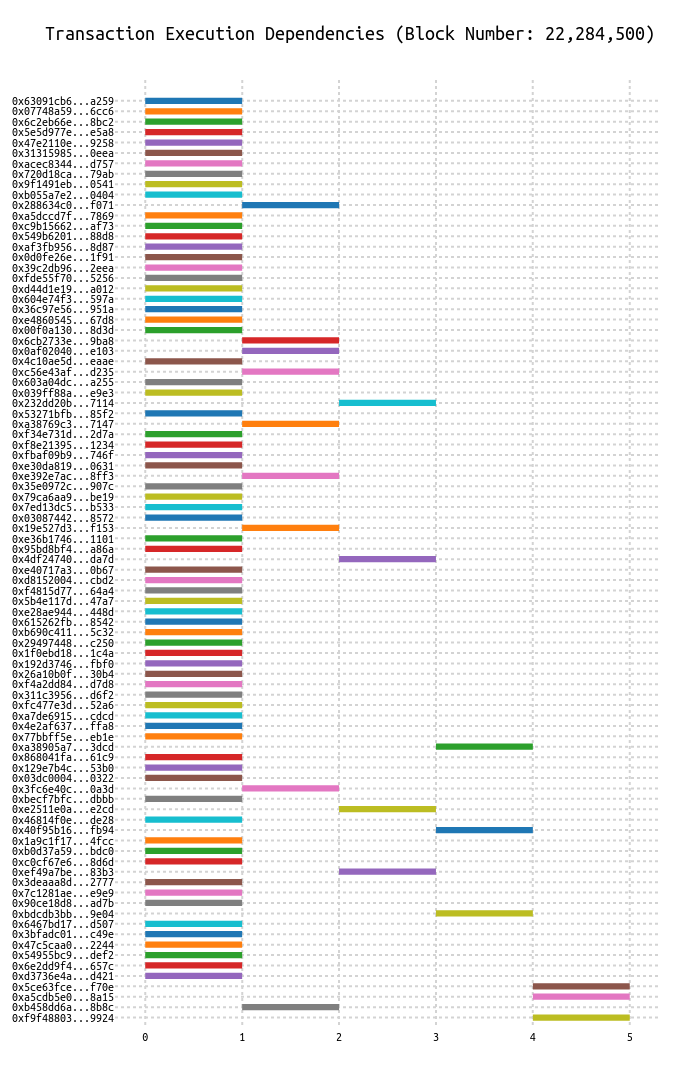 Transaction Execution Dependencies (Block Number: 22,284,500)
0x63091cb6...a259
0x07748a59...6cc6
0x6c2eb66e...8bc2
0x5e5d977e...e5a8
0x47e2110e...9258
0x31315985...0eea
0xacec8344...d757
0x720d18ca...79ab
0x9f1491eb...0541
0xb055a7e2...0404
0x288634c0...f071
0xa5dccd7f...7869
0xc9b15662...af73
0x549b6201...88d8
0xaf3fb956...8d87
0x0d0fe26e...1f91
0x39c2db96...2eea
0xfde55f70...5256
0xd44d1e19...a012
0x604e74f3...597a
0x36c97e56...951a
0xe4860545...67d8
0x00f0a130...8d3d
0x6cb2733e...9ba8
0x0af02040...e103
0x4c10ae5d...eaae
0xc56e43af...d235
0x603a04dc...a255
0x039ff88a...e9e3
0x232dd20b...7114
0x53271bfb...85f2
0xa38769c3...7147
0xf34e731d...2d7a
0xf8e21395...1234
0xfbaf09b9...746f
0xe30da819...0631
0xe392e7ac...8ff3
0x35e0972c...907c
0x79ca6aa9...be19
0x7ed13dc5...b533
0x03087442...8572
0x19e527d3...f153
0xe36b1746...1101
0x95bd8bf4...a86a
0x4df24740...da7d
0xe40717a3...0b67
0xd8152004...cbd2
0xf4815d77...64a4
0x5b4e117d...47a7
0xe28ae944...448d
0x615262fb...8542
0xb690c411...5c32
0x29497448...c250
0x1f0ebd18...1c4a
0x192d3746...fbf0
0x26a10b0f...30b4
0xf4a2dd84...d7d8
0x311c3956...d6f2
0xfc477e3d...52a6
0xa7de6915...cdcd
0x4e2af637...ffa8
0x77bbff5e...eb1e
0xa38905a7...3dcd
0x868041fa...61c9
0x129e7b4c...53b0
0x03dc0004...0322
0x3fc6e40c...0a3d
0xbecf7bfc...dbbb
0xe2511e0a...e2cd
0x46814f0e...de28
0x40f95b16...fb94
0x1a9c1f17...4fcc
0xb0d37a59...bdc0
0xc0cf67e6...8d6d
0xef49a7be...83b3
0x3deaaa8d...2777
0x7c1281ae...e9e9
0x90ce18d8...ad7b
0xbdcdb3bb...9e04
0x6467bd17...d507
0x3bfadc01...c49e
0x47c5caa0...2244
0x54955bc9...def2
0x6e2dd9f4...657c
0xd3736e4a...d421
0x5ce63fce...f70e
0xa5cdb5e0...8a15
0xb458dd6a...8b8c
0xf9f48803...9924
0 1 2 3 4 5